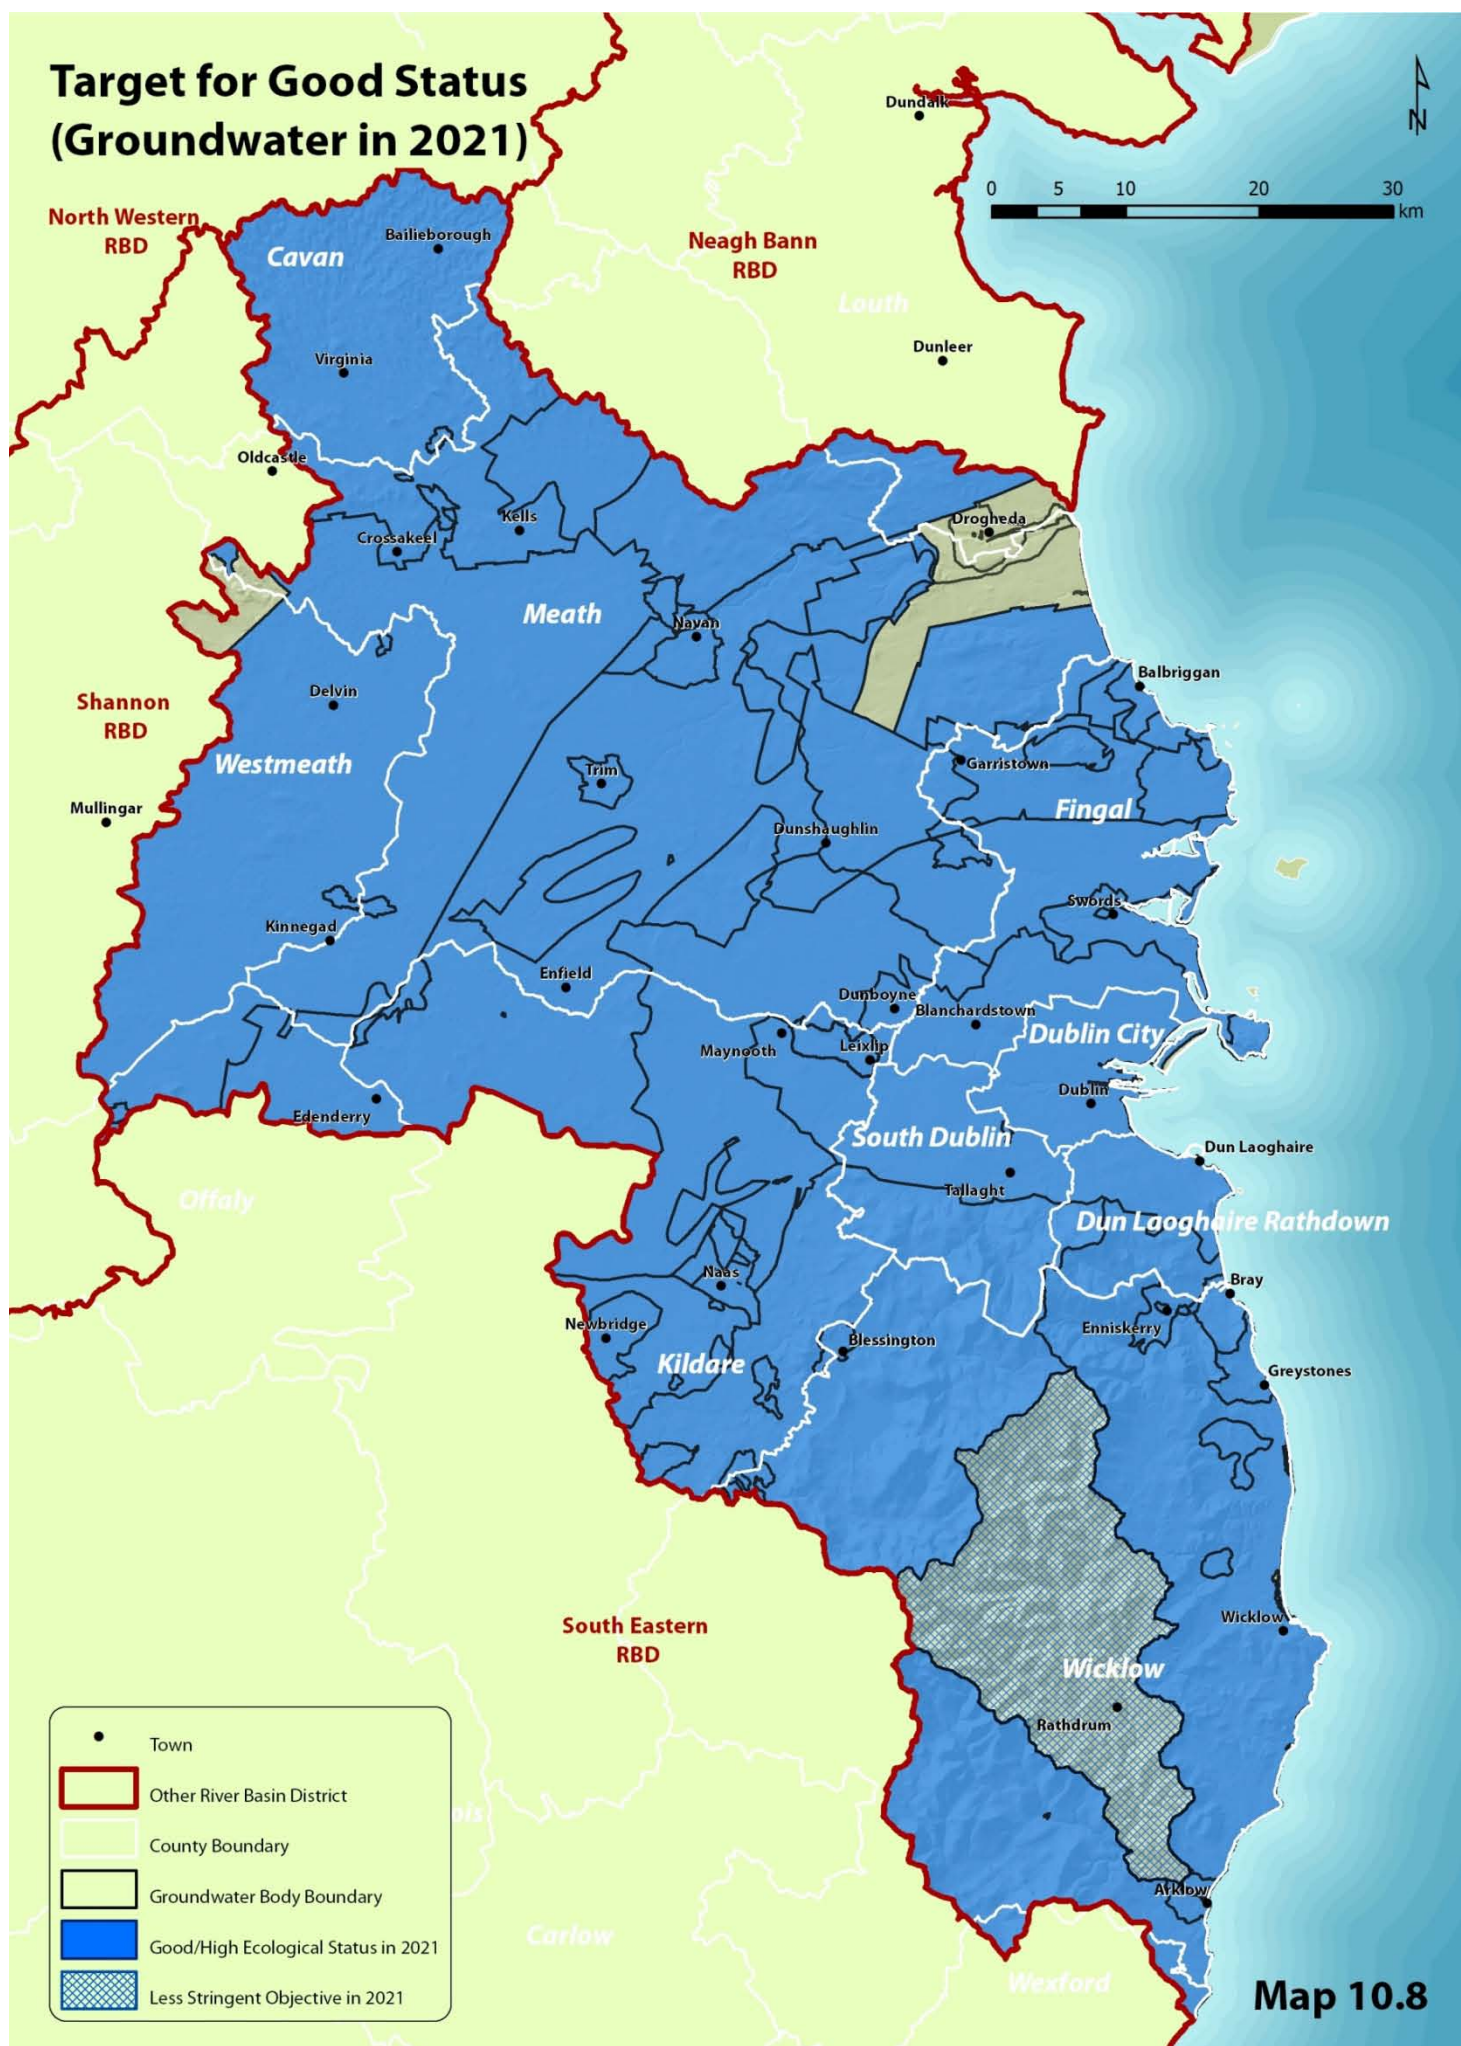 Target for Good Status
(Groundwater in 2021)
Dundalk
N
0 5 10 20 30
km
North Western
RBD
Cavan
Bailieborough
Neagh Bann
RBD
Louth
Dunleer
Virginia
Oldcastle
Kells
Crossakeel
Drogheda
Meath
Navan
Balbriggan
Shannon
RBD
Delvin
Westmeath
Trim
Garristown
Fingal
Mullingar
Dunshaughlin
Swords
Kinnegad
Enfield
Dunboyne
Blanchardstown
Dublin City
Maynooth
Leixlip
Dublin
Edenderry
South Dublin
Dun Laoghaire
Tallaght
Offaly
Dun Laoghaire Rathdown
Naas
Bray
Newbridge
Enniskerry
Blessington
Kildare
Greystones
South Eastern
RBD
Wicklow
Wicklow
Rathdrum
Town
Other River Basin District
ois
County Boundary
Groundwater Body Boundary
Arklow
Good/High Ecological Status in 2021
Carlow
Less Stringent Objective in 2021
Wexford
Map 10.8